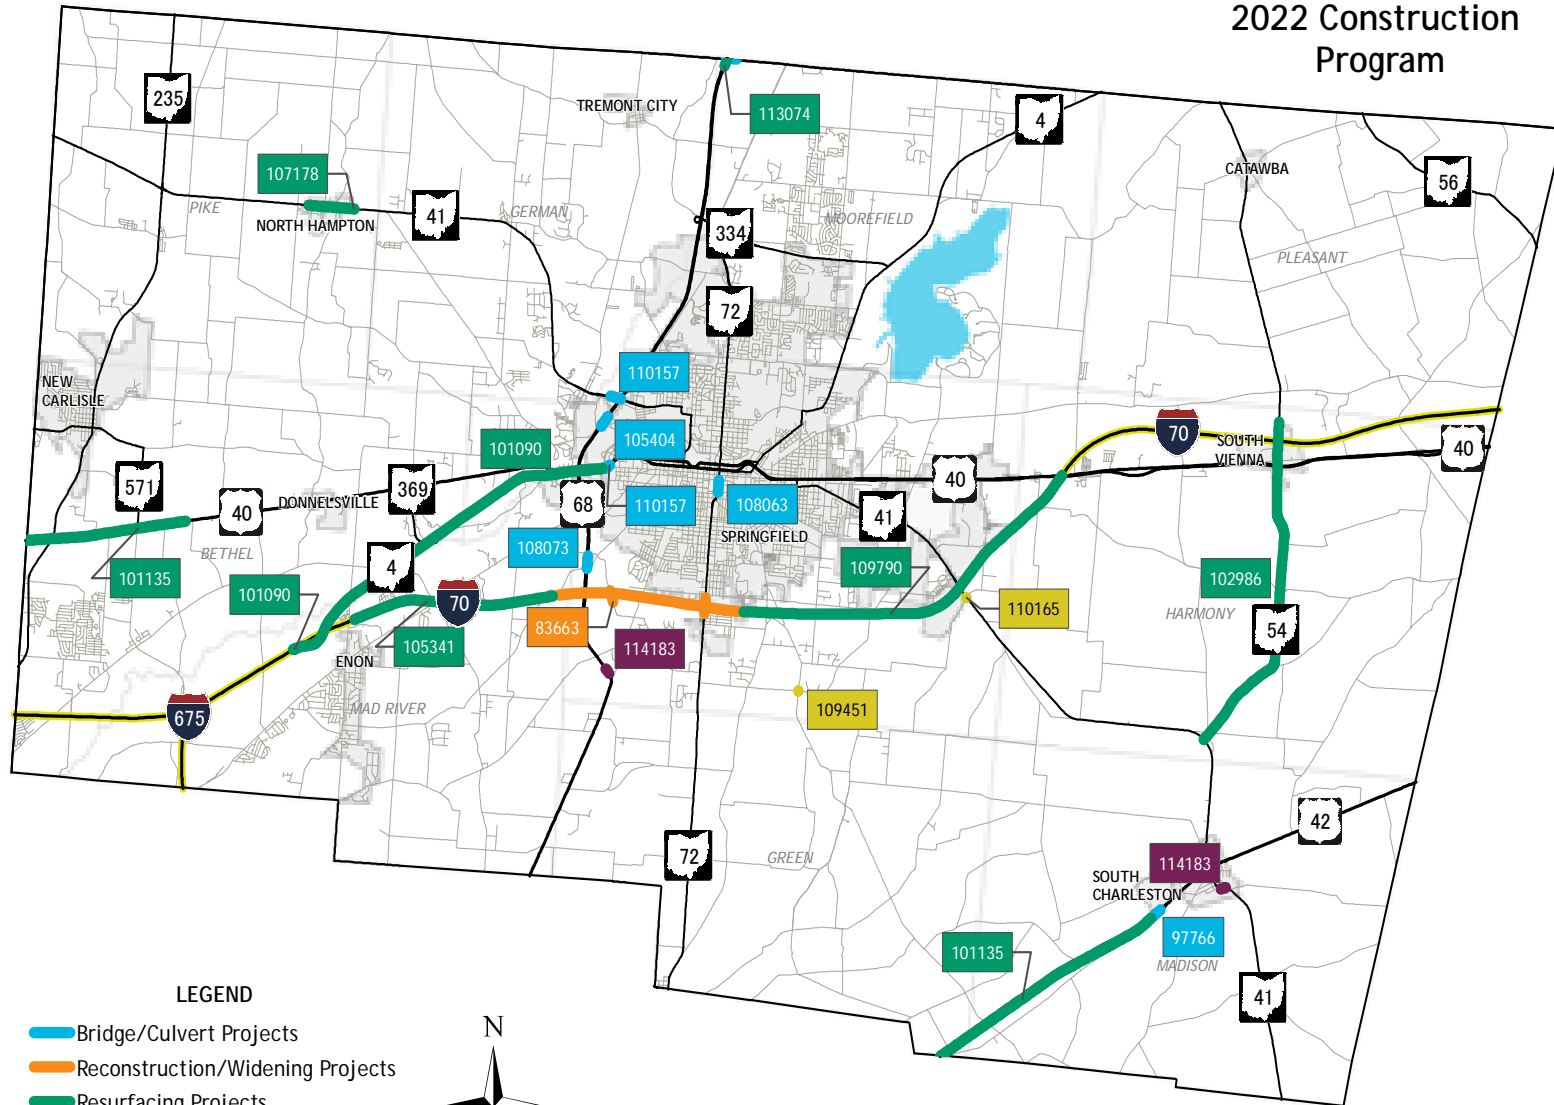 2022 Construction
Program
235
TREMONT CITY
113074
4
CATAWBA
56
107178
PIKE
41
GERMAN
NORTH HAMPTON
334
MOOREFIELD
PLEASANT
72
110157
NEW
CARLISLE
105404
101090
70
SOUTH
VIENNA
40
571
369
DONNELSVILLE
40
68
110157
108063
40
41
SPRINGFIELD
BETHEL
4
108073
101135
101090
109790
102986
70
83663
110165
HARMONY
54
105341
ENON
114183
675
MAD RIVER
109451
42
72
GREEN
114183
SOUTH
CHARLESTON
97766
MADISON
101135
41
LEGEND
Bridge/Culvert Projects
Reconstruction/Widening Projects
Resurfacing Projects
N